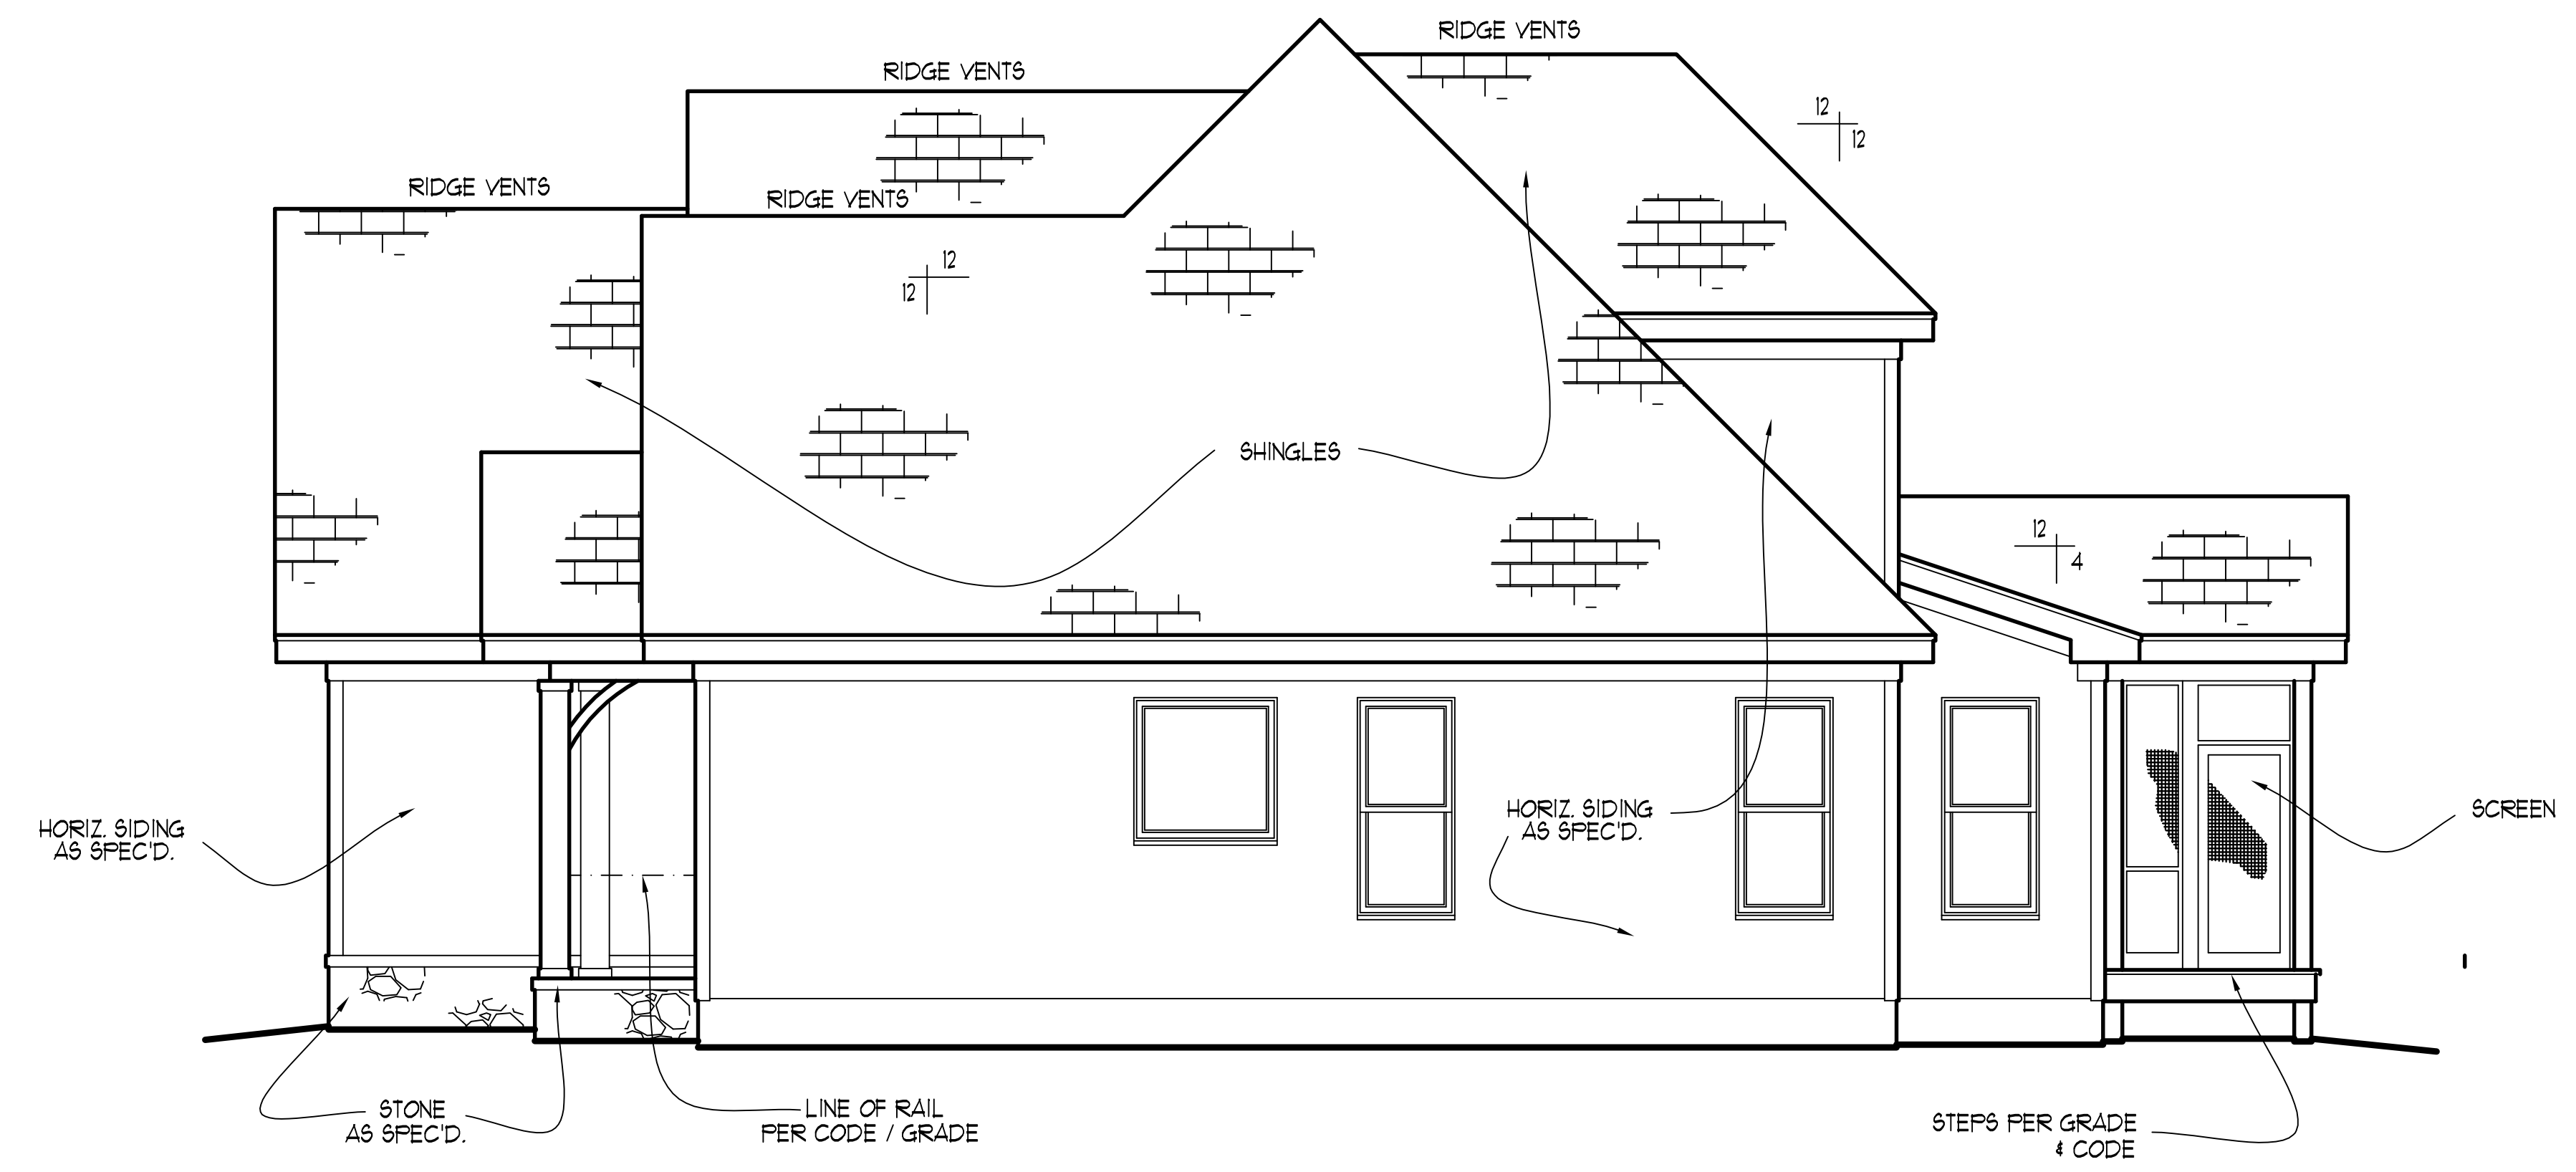 RIDGE VENTS
RIDGE VENTS
RIDGE VENTS
RIDGE VENTS
12
12
12
12
SHINGLES
12
4
HORIZ. SIDING
AS SPEC'D.
HORIZ. SIDING
AS SPEC'D.
SCREEN
STONE
AS SPEC'D.
LINE OF RAIL
PER CODE / GRADE
STEPS PER GRADE
& CODE